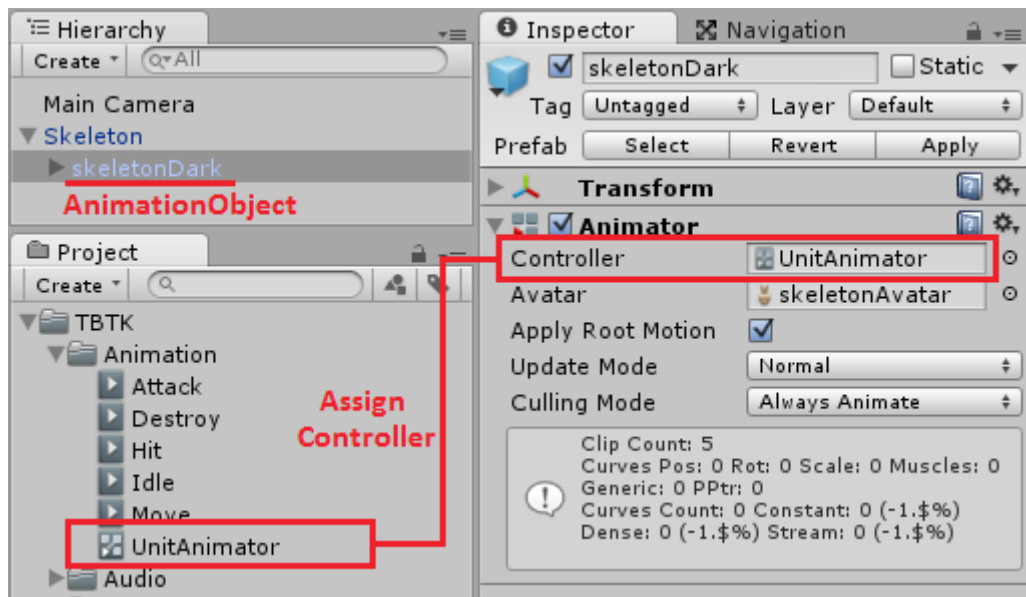 Hierarchy
Create
All
Main Camera
Skeleton
skeletonDark
AnimationObject
Project
Create
TBTK
Animation
Attack
Destroy
Hit
Idle
Move
UnitAnimator
Audio
Assign
Controller
Inspector
Navigation
skeletonDark
Static
Tag
Untagged
Layer
Default
Prefab
Select
Revert
Apply
Transform
Animator
Controller
UnitAnimator
Avatar
skeletonAvatar
Apply Root Motion
Update Mode
Normal
Culling Mode
Always Animate
Clip Count: 5
Curves Pos: 0 Rot: 0 Scale: 0 Muscles: 0
Generic: 0 PPtr: 0
Curves Count: 0 Constant: 0 (-1.$%)
Dense: 0 (-1.$%) Stream: 0 (-1.$%)